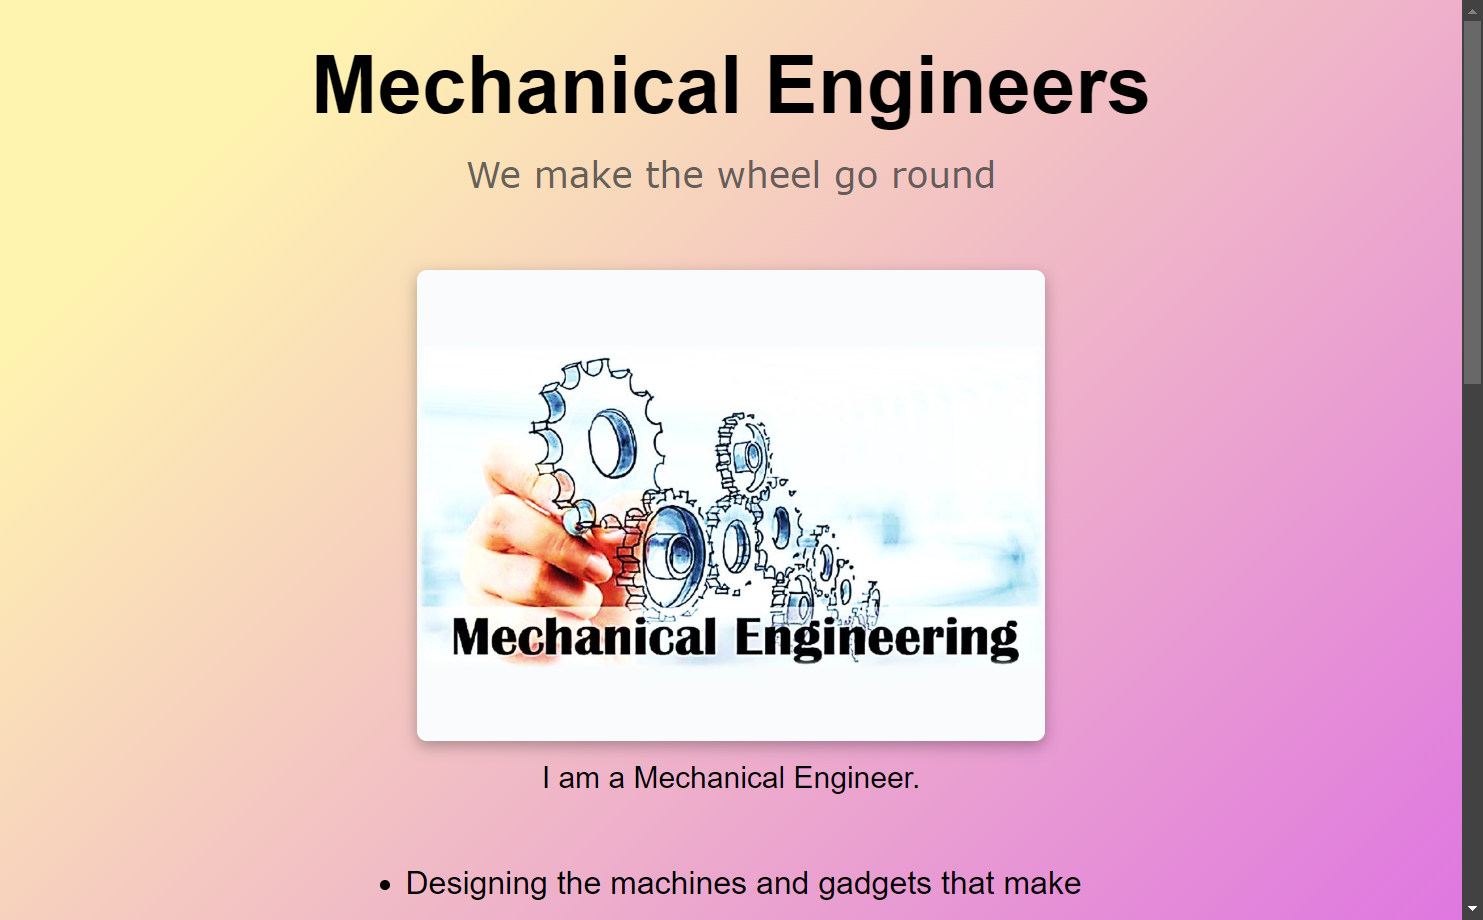 Mechanical Engineers
We make the wheel go round
Mechanical Engineering
I am a Mechanical Engineer.
• Designing the machines and gadgets that make